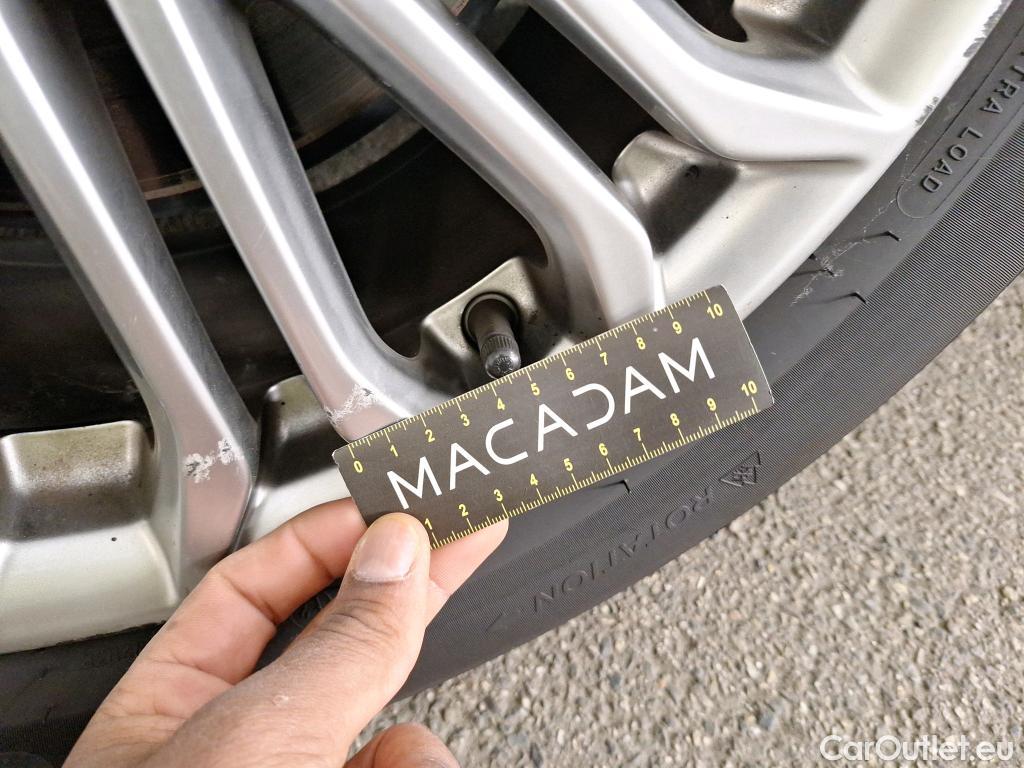 TRA LOAD
0 1 2 3 4 5 6 7 8 9 10
MACADAM
1 2 3 4 5 6 7 8 9 10
ROTATION
CarOutlet.eu